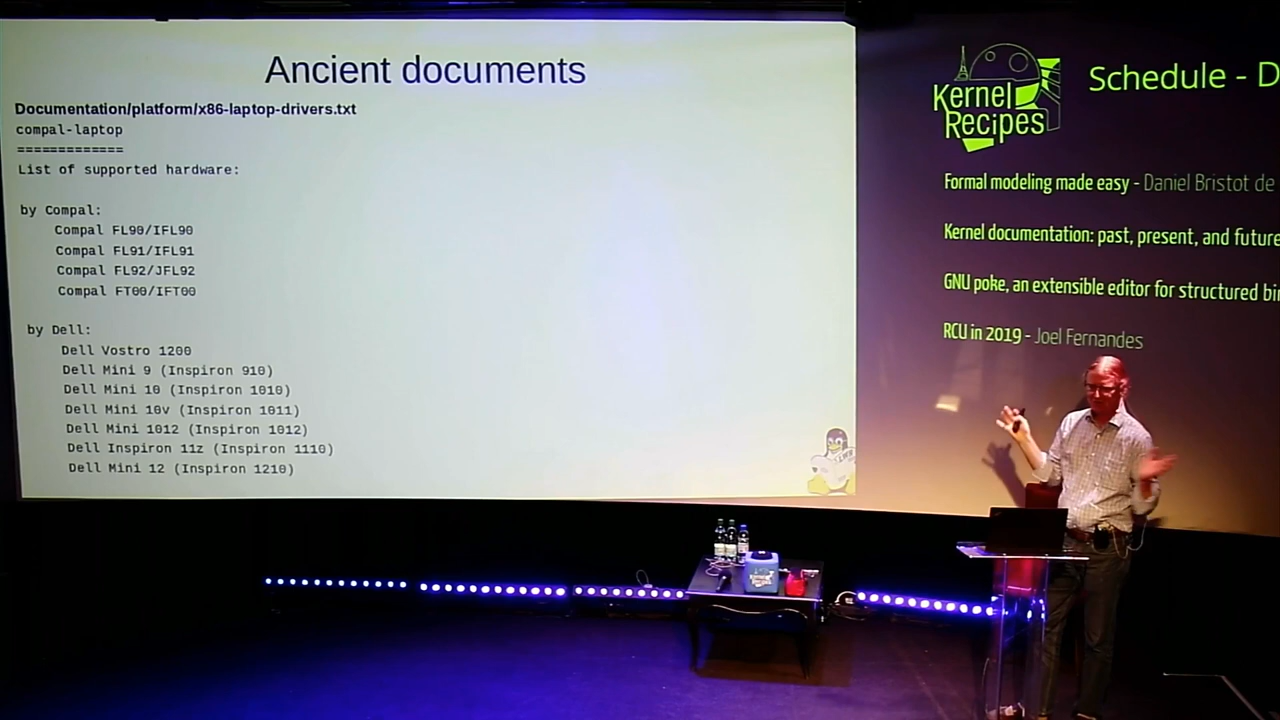 Ancient documents
Documentation/platform/x86-laptop-drivers.txt
compal-laptop
=============
List of supported hardware:
by Compal:
Compal FL90/IFL90
Compal FL91/IFL91
Compal FL92/JFL92
Compal FT00/IFT00
by Dell:
Dell Vostro 1200
Dell Mini 9 (Inspiron 910)
Dell Mini 10 (Inspiron 1010)
Dell Mini 10v (Inspiron 1011)
Dell Mini 1012 (Inspiron 1012)
Dell Inspiron 11z (Inspiron 1110)
Dell Mini 12 (Inspiron 1210)
Kernel
Recipes
Schedule - D
Formal modeling made easy - Daniel Bristot de
Kernel documentation: past, present, and future
GNU poke, an extensible editor for structured bi
RCU in 2019 - Joel Fernandes
KERNEL
RECIPES